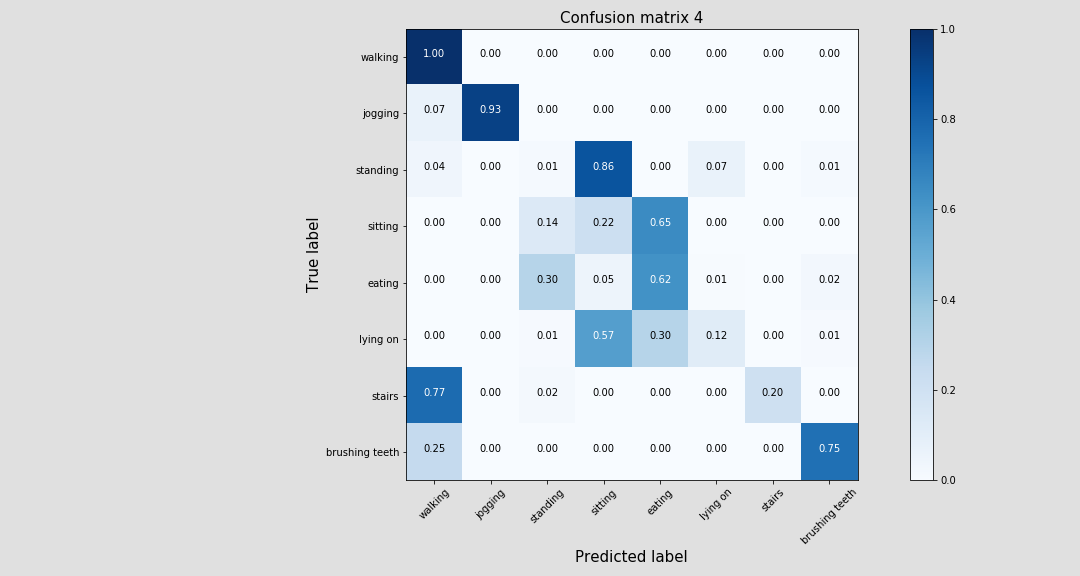 Confusion matrix 4
True label
walking 1.00 0.00 0.00 0.00 0.00 0.00 0.00 0.00
jogging 0.07 0.93 0.00 0.00 0.00 0.00 0.00 0.00
standing 0.04 0.00 0.01 0.86 0.00 0.07 0.00 0.01
sitting 0.00 0.00 0.14 0.22 0.65 0.00 0.00 0.00
eating 0.00 0.00 0.30 0.05 0.62 0.01 0.00 0.02
lying on 0.00 0.00 0.01 0.57 0.30 0.12 0.00 0.01
stairs 0.77 0.00 0.02 0.00 0.00 0.00 0.20 0.00
brushing teeth 0.25 0.00 0.00 0.00 0.00 0.00 0.00 0.75
walking jogging standing sitting eating lying on stairs brushing teeth
Predicted label
1.0
0.8
0.6
0.4
0.2
0.0